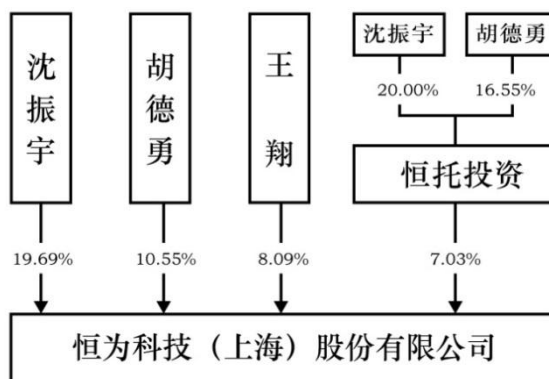 沈振宇
胡德勇
王翔
沈振宇
胡德勇
20.00%
16.55%
恒托投资
19.69%
10.55%
8.09%
7.03%
恒为科技（上海）股份有限公司